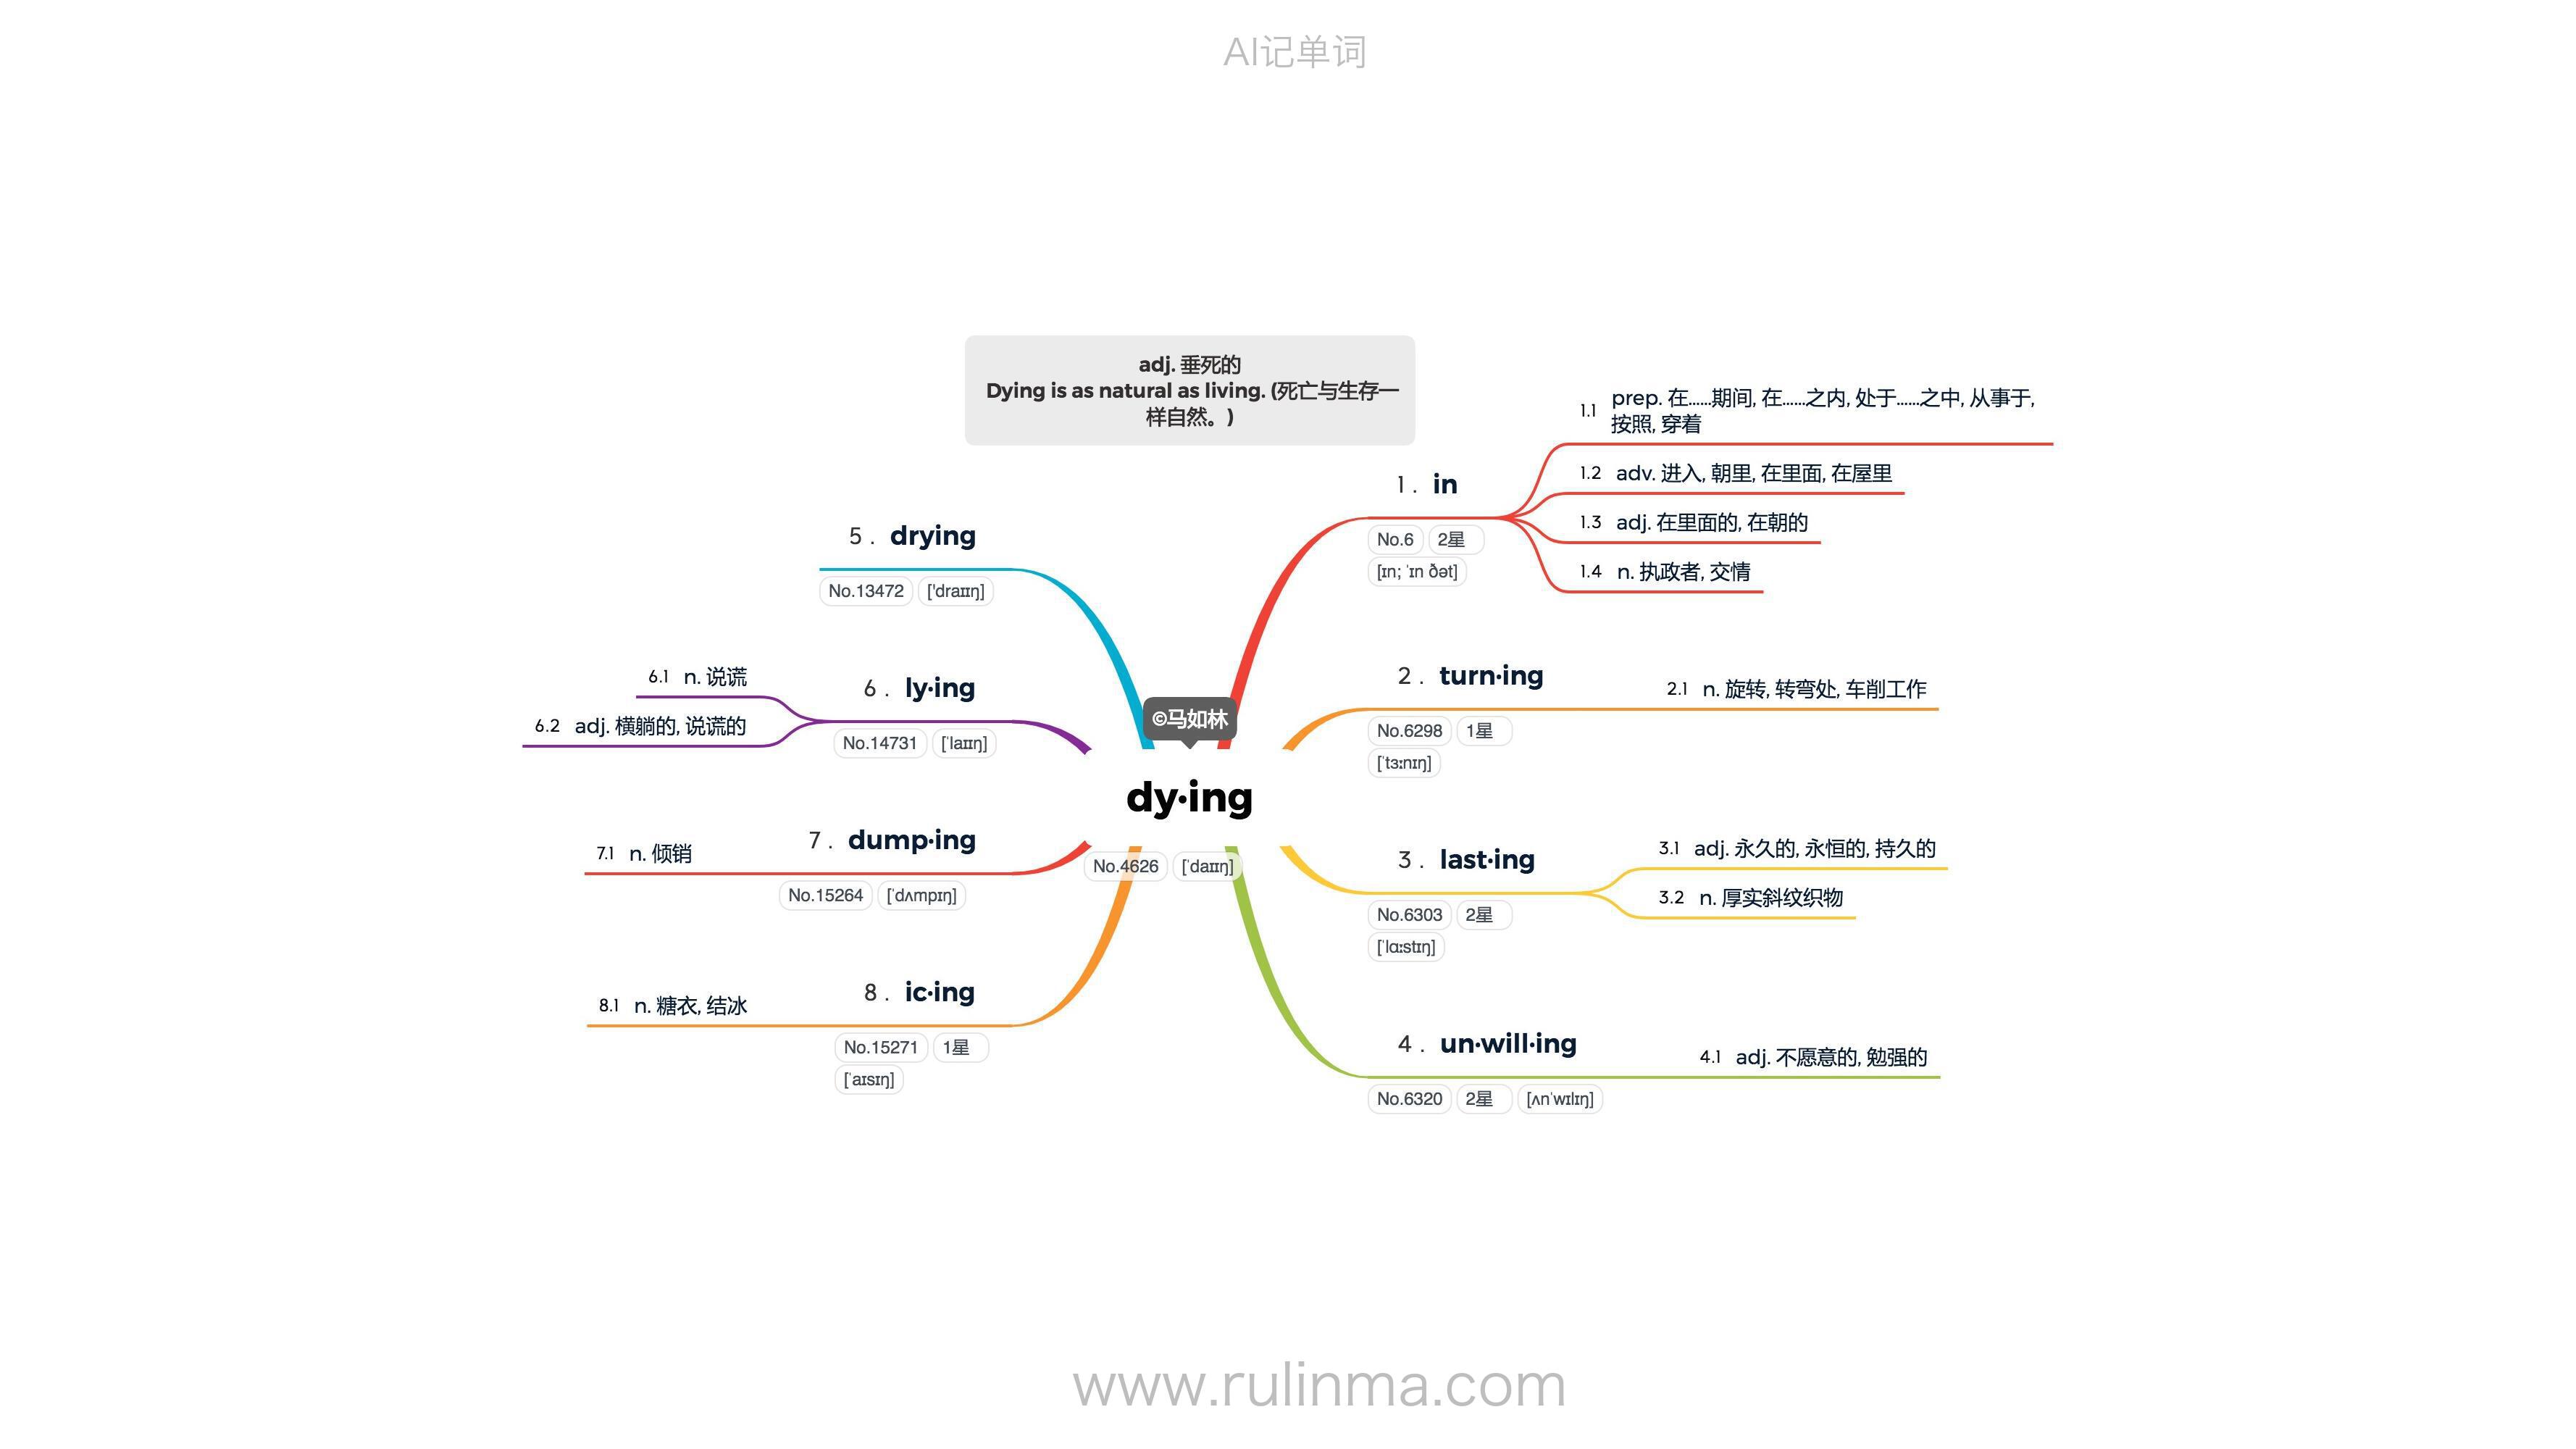 AI记单词
adj. 垂死的
Dying is as natural as living. (死亡与生存一
样自然。)
©马如林
dy·ing
No.4626 [ˈdaɪɪŋ]
1 . in
No.6 2星
[ɪn; ˈɪn ðət]
1.1 prep. 在……期间, 在……之内, 处于……之中, 从事于,
按照, 穿着
1.2 adv. 进入, 朝里, 在里面, 在屋里
1.3 adj. 在里面的, 在朝的
1.4 n. 执政者, 交情
2 . turn·ing
No.6298 1星
[ˈtɜːnɪŋ]
2.1 n. 旋转, 转弯处, 车削工作
3 . last·ing
No.6303 2星
[ˈlɑːstɪŋ]
3.1 adj. 永久的, 永恒的, 持久的
3.2 n. 厚实斜纹织物
4 . un·will·ing
No.6320 2星 [ʌnˈwɪlɪŋ]
4.1 adj. 不愿意的, 勉强的
5 . drying
No.13472 ['draɪɪŋ]
6 . ly·ing
No.14731 [ˈlaɪɪŋ]
6.1 n. 说谎
6.2 adj. 横躺的, 说谎的
7 . dump·ing
No.15264 [ˈdʌmpɪŋ]
7.1 n. 倾销
8 . ic·ing
No.15271 1星
[ˈaɪsɪŋ]
8.1 n. 糖衣, 结冰
www.rulinma.com